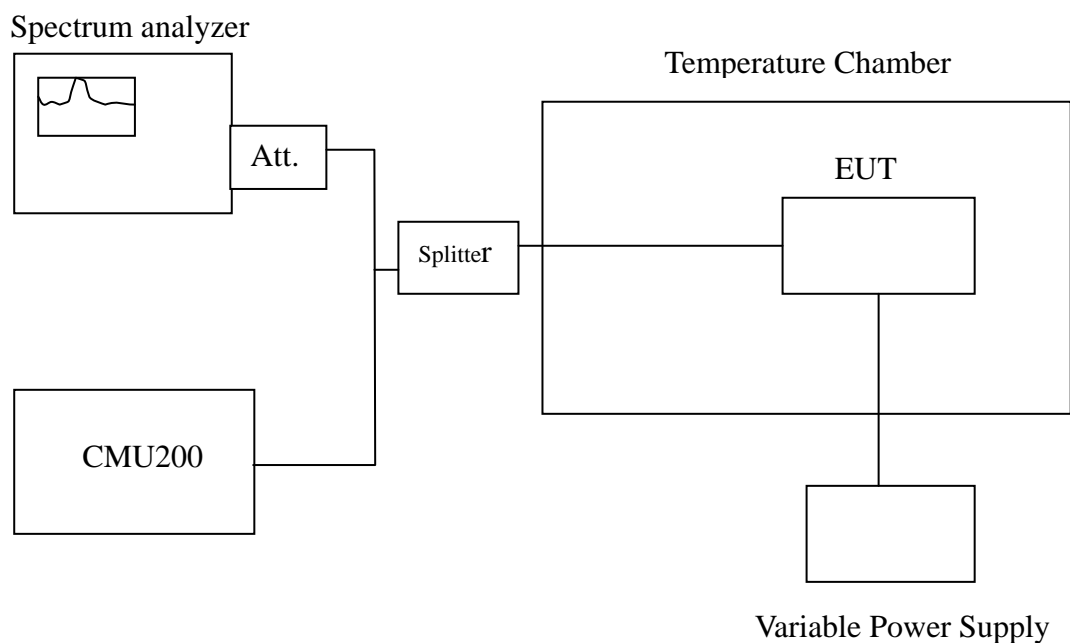 Spectrum analyzer
Temperature Chamber
Att.
EUT
Splitter
CMU200
Variable Power Supply